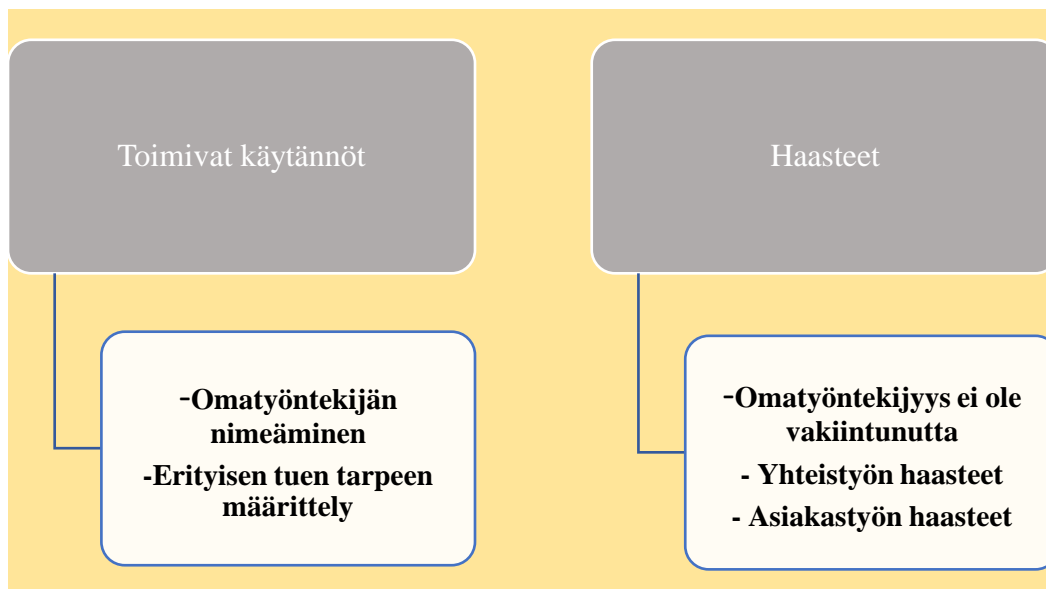 Toimivat käytännöt
-Omatyöntekijän
nimeäminen
-Erityisen tuen tarpeen
määrittely
Haasteet
-Omatyöntekijyys ei ole
vakiintunutta
- Yhteistyön haasteet
- Asiakastyön haasteet